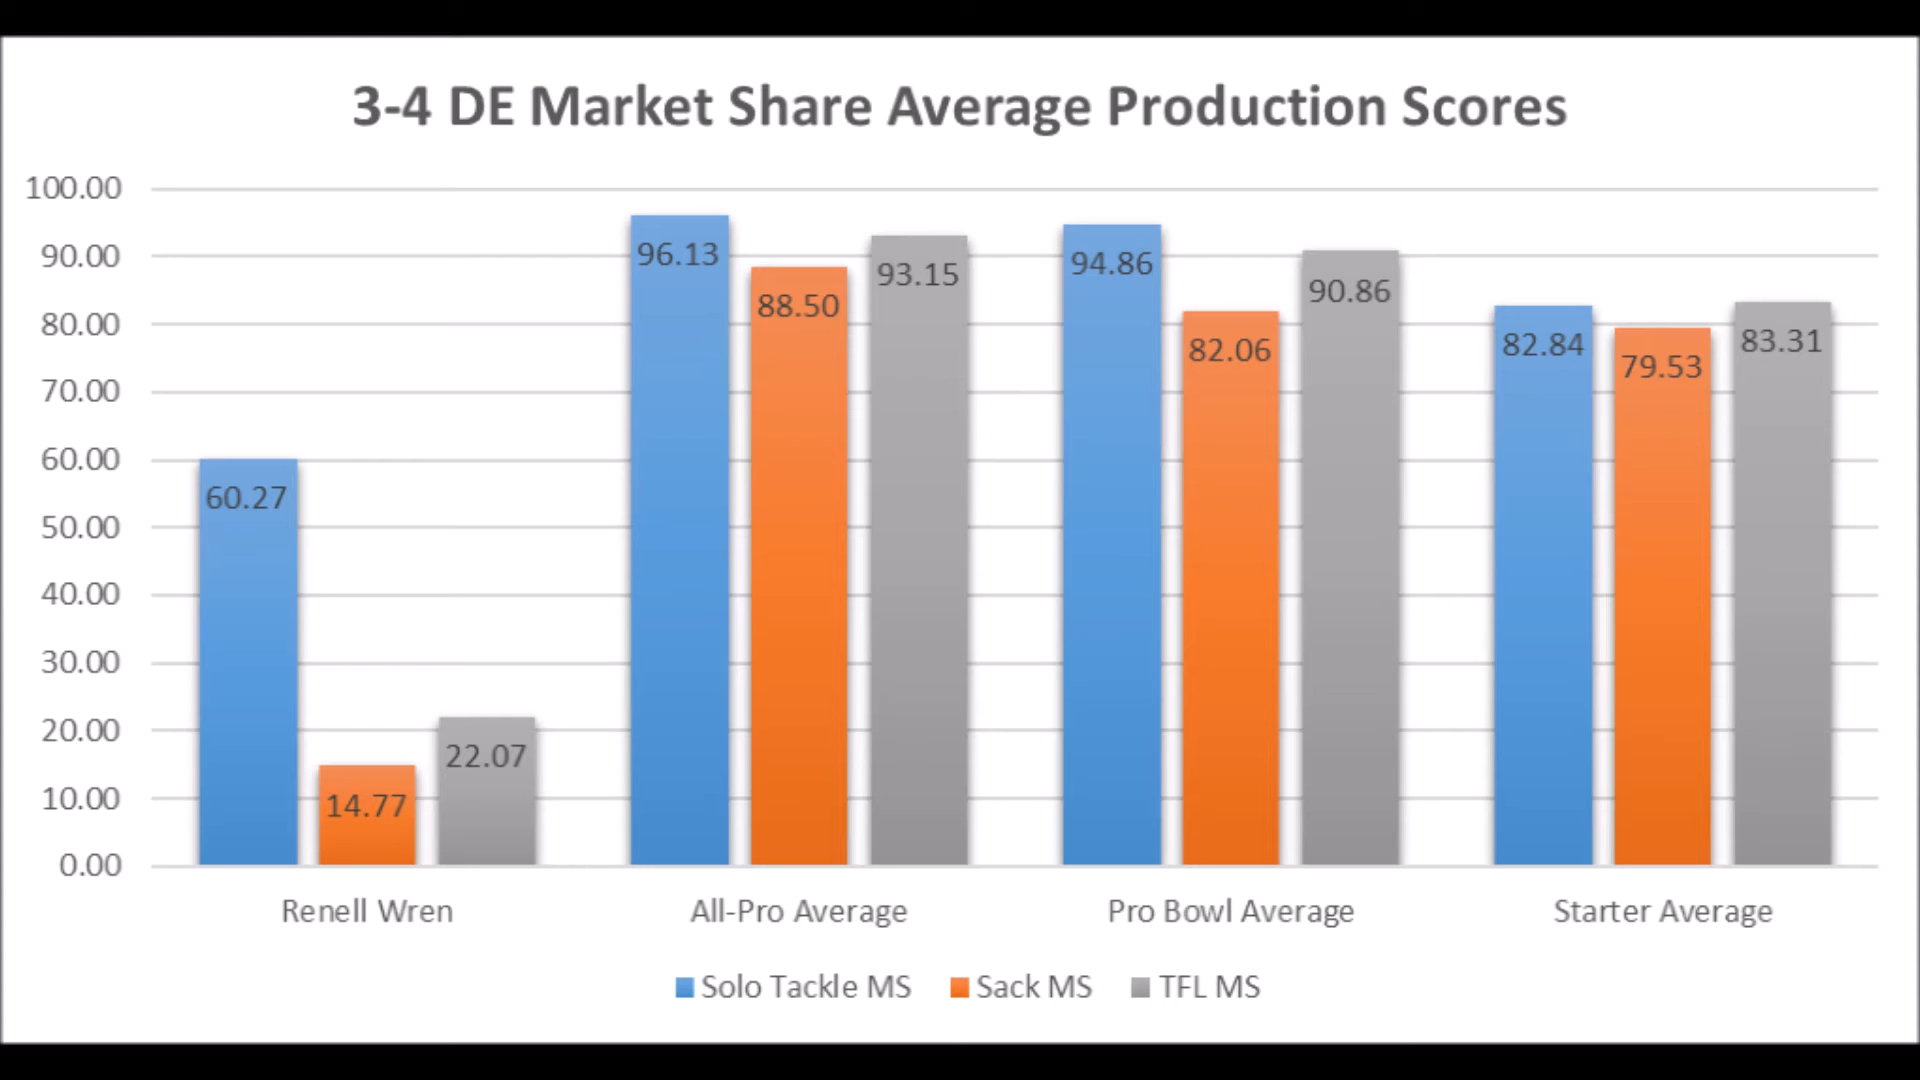 3-4 DE Market Share Average Production Scores
100.00
90.00
80.00
70.00
60.00
50.00
40.00
30.00
20.00
10.00
0.00
60.27
14.77
22.07
96.13
88.50
93.15
94.86
82.06
90.86
82.84
79.53
83.31
Renell Wren
All-Pro Average
Pro Bowl Average
Starter Average
Solo Tackle MS
Sack MS
TFL MS